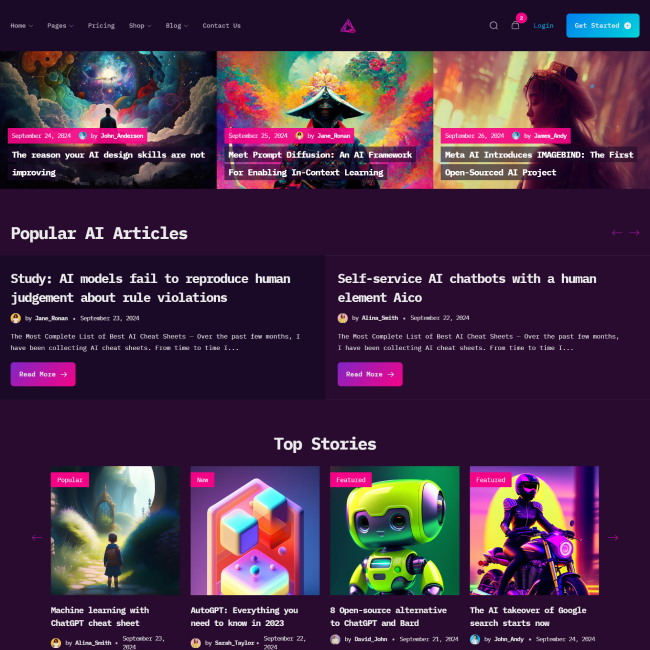 Home Pages Pricing Shop Blog Contact Us 2 Login Get Started
September 24, 2024 by John_Anderson
The reason your AI design skills are not
improving
September 25, 2024 by Jane_Ronan
Meet Prompt Diffusion: An AI Framework
For Enabling In-Context Learning
September 26, 2024 by James_Andy
Meta AI Introduces IMAGEBIND: The First
Open-Sourced AI Project
Popular AI Articles
Study: AI models fail to reproduce human
judgement about rule violations
by Jane_Ronan • September 23, 2024
The Most Complete List of Best AI Cheat Sheets — Over the past few months, I
have been collecting AI cheat sheets. From time to time I...
Read More
Self-service AI chatbots with a human
element Aico
by Alina_Smith • September 22, 2024
The Most Complete List of Best AI Cheat Sheets — Over the past few months,
I have been collecting AI cheat sheets. From time to time I...
Read More
Top Stories
Popular
Machine learning with
ChatGPT cheat sheet
by Alina_Smith • September 23,
2024
New
AutoGPT: Everything you
need to know in 2023
by Sarah_Taylor • September 22,
2024
Featured
8 Open-source alternative
to ChatGPT and Bard
by David_John • September 21, 2024
Featured
The AI takeover of Google
search starts now
by John_Andy • September 24, 2024